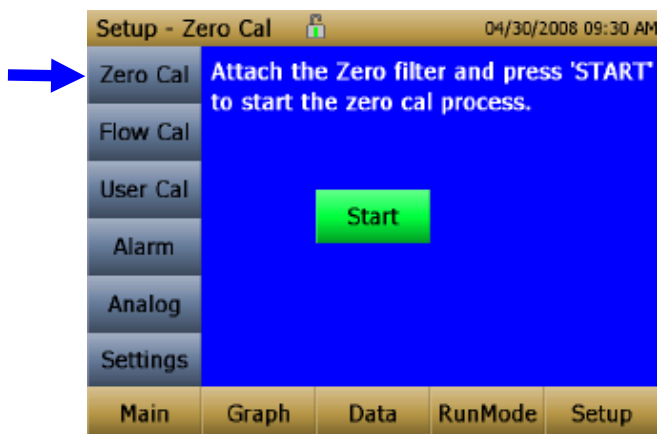 Setup - Zero Cal 04/30/2008 09:30 AM
Zero Cal
Attach the Zero filter and press 'START'
to start the zero cal process.
Flow Cal
User Cal
Start
Alarm
Analog
Settings
Main Graph Data RunMode Setup